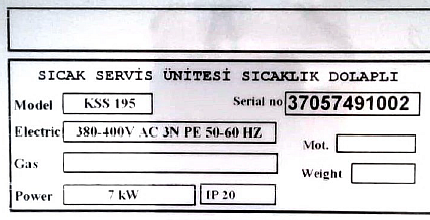 SICAK SERVİS ÜNİTESİ SICAKLIK DOLAPLI
Model KSS 195 Serial no 37057491002
Electric 380-400V AC 3N PE 50-60 HZ
Mot.
Gas
Weight
Power 7 kW IP 20